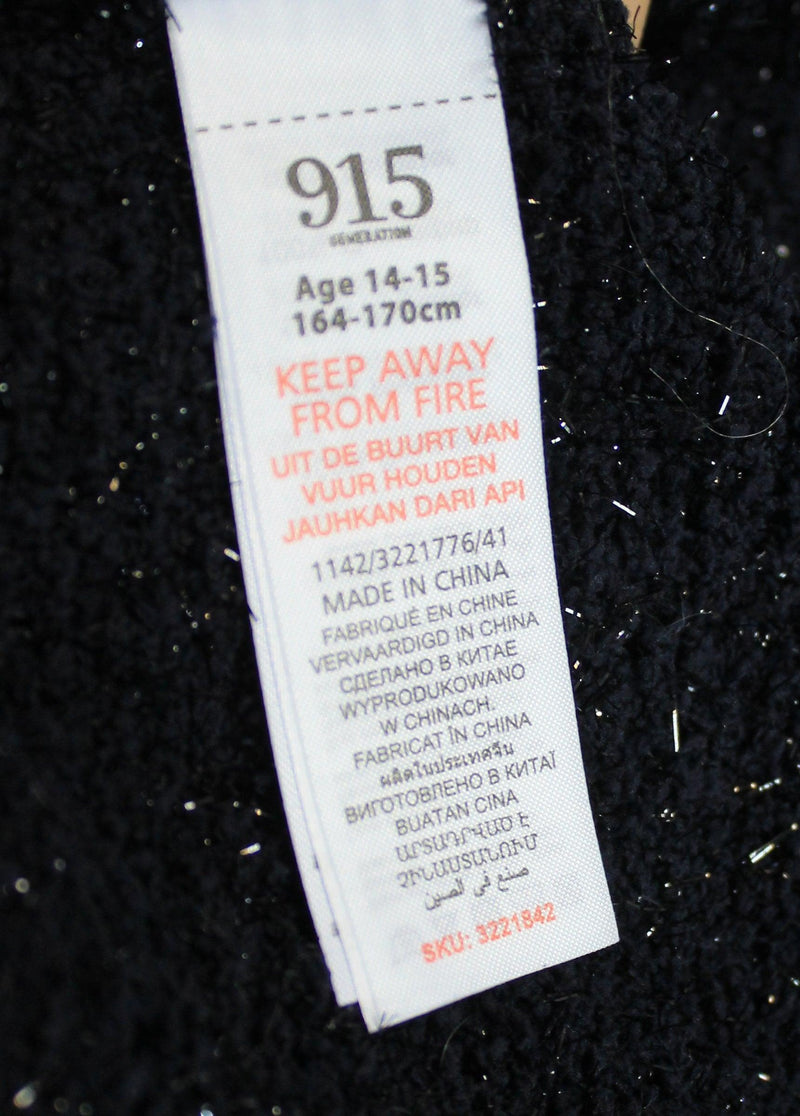 915
GENERATION
Age 14-15
164-170cm
KEEP AWAY
FROM FIRE
UIT DE BUURT VAN
VUUR HOUDEN
JAUHKAN DARI API
1142/3221776/41
MADE IN CHINA
FABRIQUÉ EN CHINE
VERVAARDIGD IN CHINA
СДЕЛАНО В КИТАЕ
WYPRODUKOWANO
W CHINACH.
FABRICAT ÎN CHINA
ผลิตในประเทศจีน
ВИГОТОВЛЕНО В КИТАЇ
BUATAN CINA
ԱՐՏԱԴՐՎԱԾ Է
ՉԻՆԱՍՏԱՆՈՒՄ
صنع في الصين
SKU: 3221842